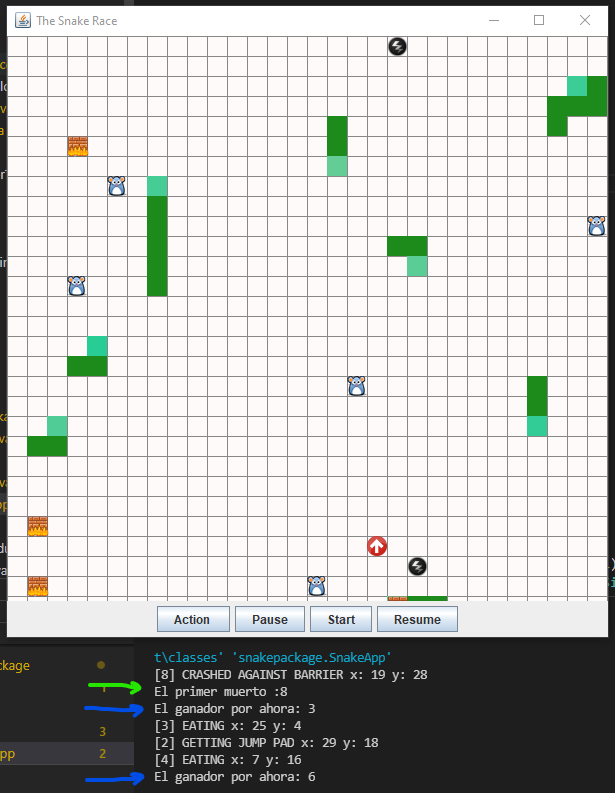 The Snake Race
Action
Pause
Start
Resume
t\classes' 'snakepackage.SnakeApp'
ckage
[8] CRASHED AGAINST BARRIER x: 19 y: 28
1
El primer muerto :8
El ganador por ahora: 3
3
[3] EATING x: 25 y: 4
[2] GETTING JUMP PAD x: 29 y: 18
pp
2
[4] EATING x: 7 y: 16
El ganador por ahora: 6